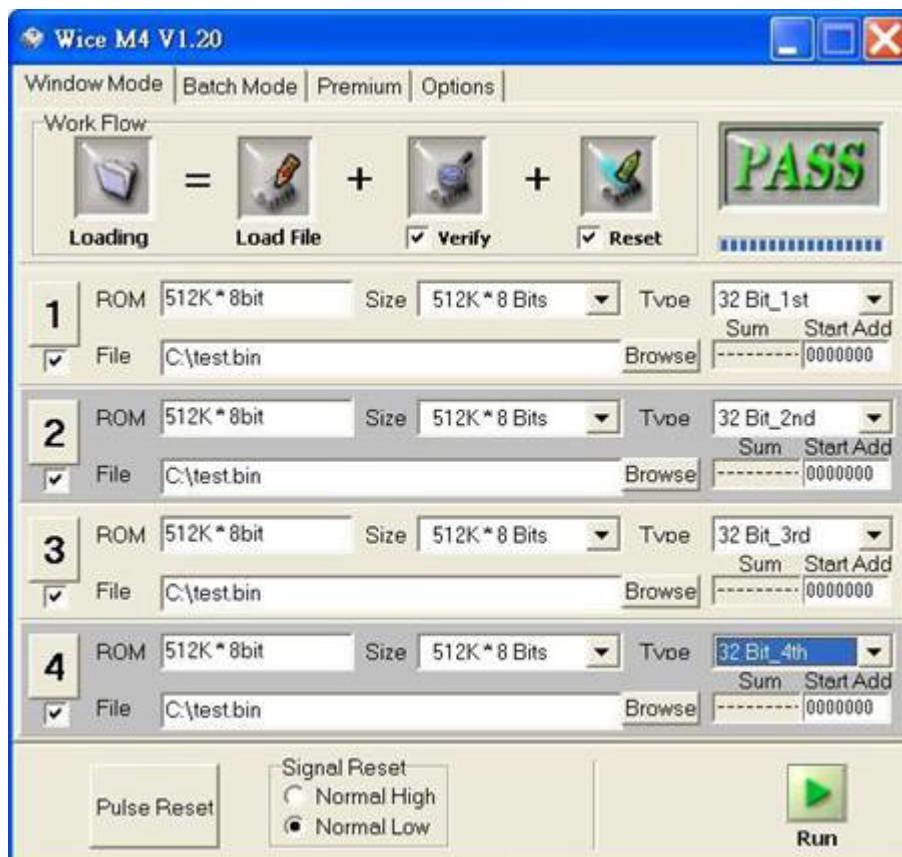 Wice M4 V1.20
Window Mode Batch Mode Premium Options
Work Flow
= + +
Loading Load File Verify Reset
PASS
1 ROM 512K*8bit Size 512K*8 Bits Type 32 Bit_1st
Sum Start Add
File C:\test.bin Browse --------- 0000000
2 ROM 512K*8bit Size 512K*8 Bits Type 32 Bit_2nd
Sum Start Add
File C:\test.bin Browse --------- 0000000
3 ROM 512K*8bit Size 512K*8 Bits Type 32 Bit_3rd
Sum Start Add
File C:\test.bin Browse --------- 0000000
4 ROM 512K*8bit Size 512K*8 Bits Type 32 Bit_4th
Sum Start Add
File C:\test.bin Browse --------- 0000000
Pulse Reset
Signal Reset
Normal High
Normal Low
Run